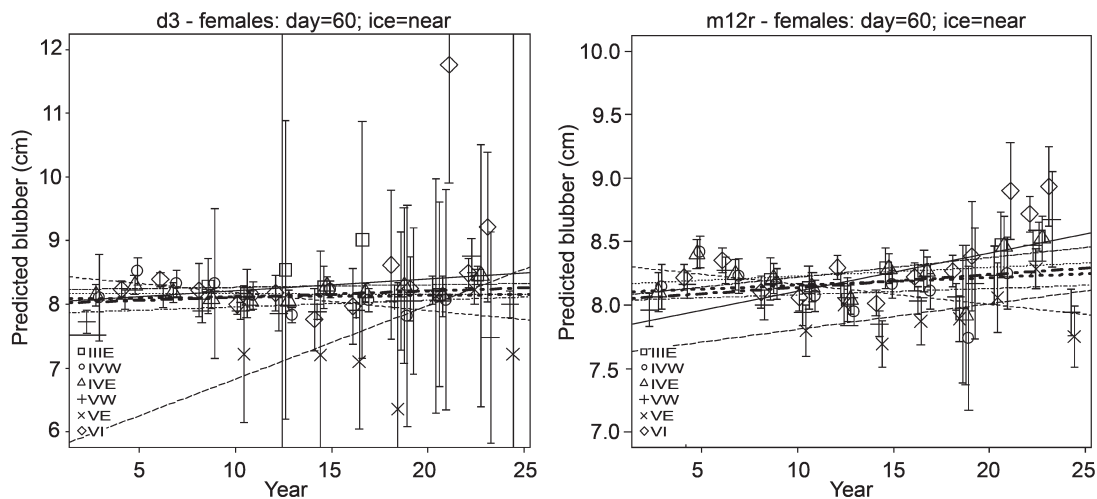 d3 - females: day=60; ice=near
Predicted blubber (cm)
12
11
10
9
8
7
6
IIIE
IVW
IVE
VW
VE
VI
5
10
15
20
25
Year
m12r - females: day=60; ice=near
Predicted blubber (cm)
10.0
9.5
9.0
8.5
8.0
7.5
7.0
IIIE
IVW
IVE
VW
VE
VI
5
10
15
20
25
Year